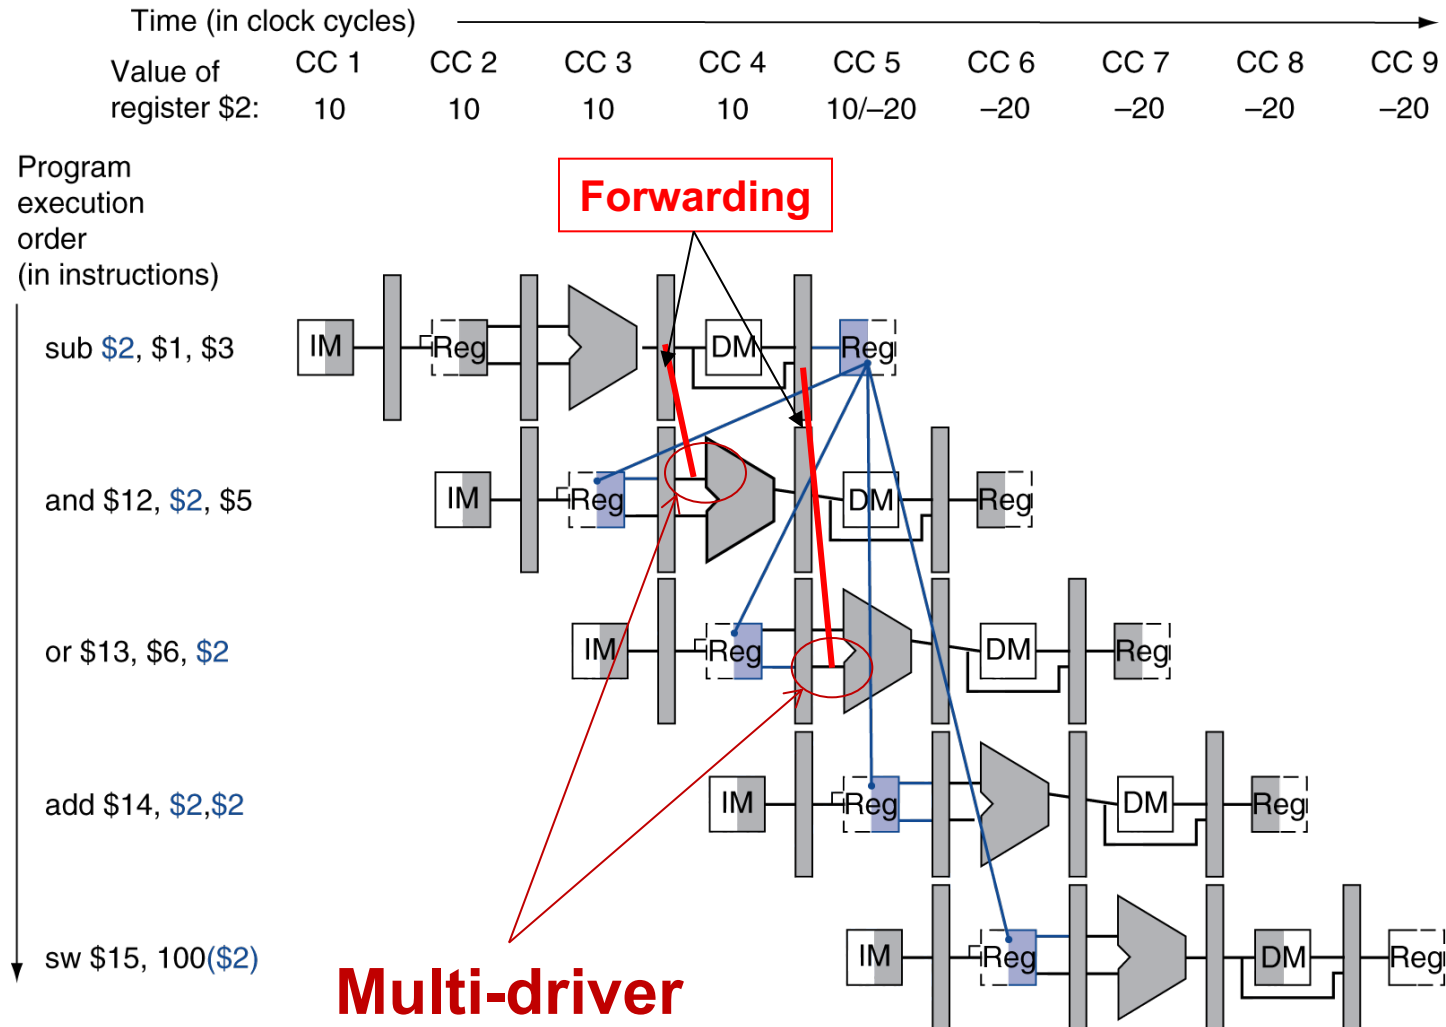 Time (in clock cycles)
Value of register $2:
CC 1 CC 2 CC 3 CC 4 CC 5 CC 6 CC 7 CC 8 CC 9
10 10 10 10 10/–20 –20 –20 –20 –20
Program
execution
order
(in instructions)
Forwarding
sub $2, $1, $3
IM Reg DM Reg
and $12, $2, $5
IM Reg DM Reg
or $13, $6, $2
IM Reg DM Reg
add $14, $2,$2
IM Reg DM Reg
sw $15, 100($2)
IM Reg DM Reg
Multi-driver